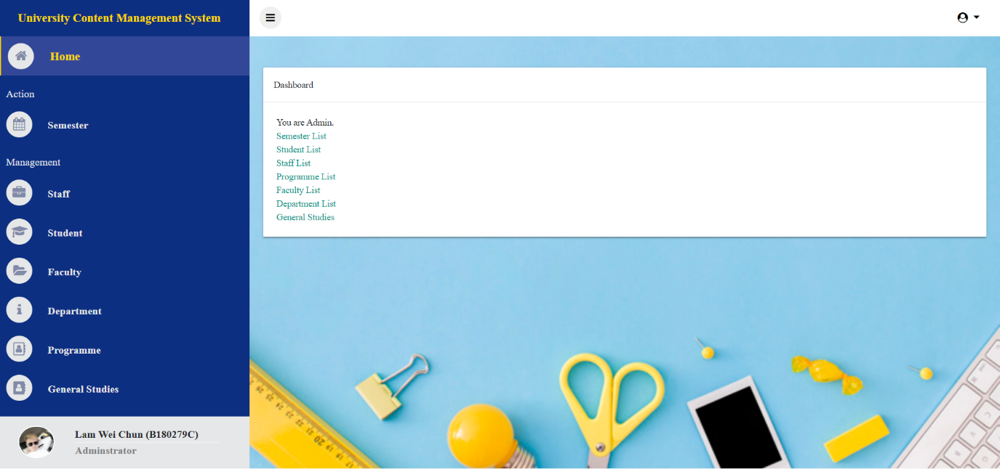 University Content Management System
Home
Action
Semester
Management
Staff
Student
Faculty
Department
Programme
General Studies
Lam Wei Chun (B180279C)
Adminstrator
Dashboard
You are Admin.
Semester List
Student List
Staff List
Programme List
Faculty List
Department List
General Studies